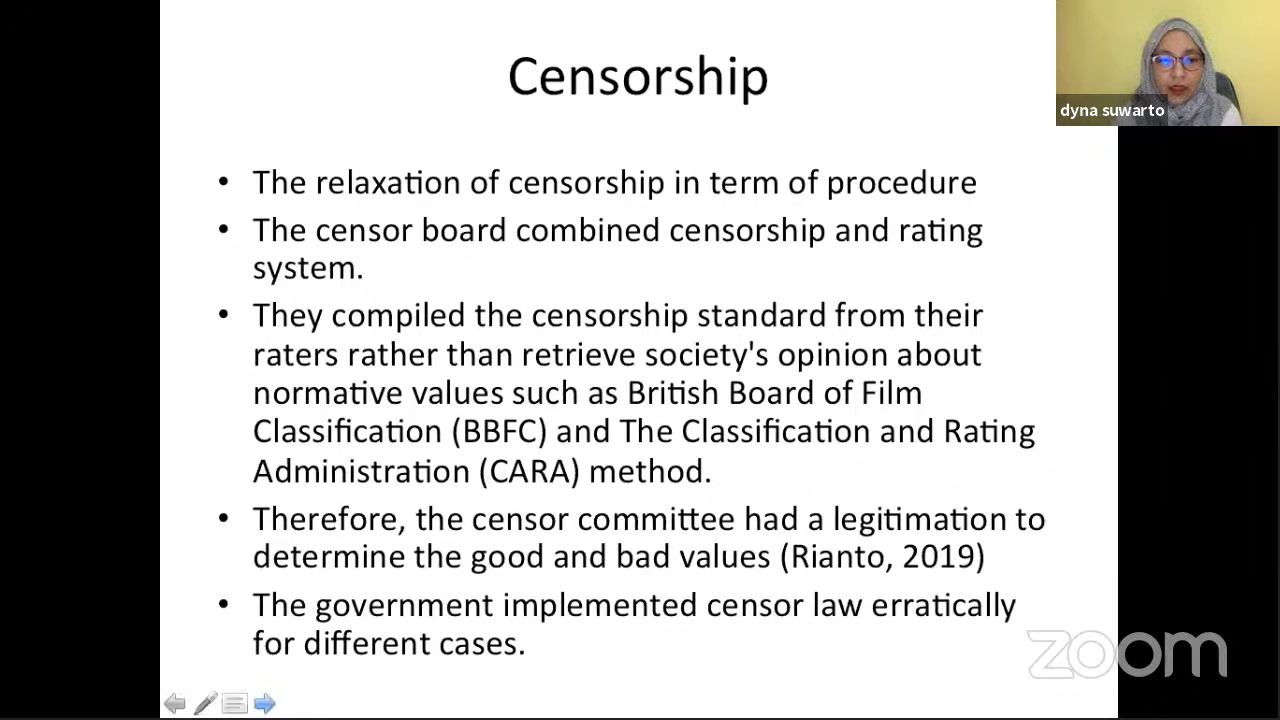 Censorship
dyna suwarto
• The relaxation of censorship in term of procedure
• The censor board combined censorship and rating
system.
• They compiled the censorship standard from their
raters rather than retrieve society's opinion about
normative values such as British Board of Film
Classification (BBFC) and The Classification and Rating
Administration (CARA) method.
• Therefore, the censor committee had a legitimation to
determine the good and bad values (Rianto, 2019)
• The government implemented censor law erratically
for different cases.
zoom